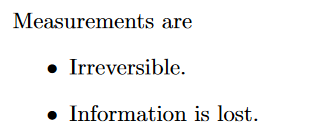 Measurements are
• Irreversible.
• Information is lost.